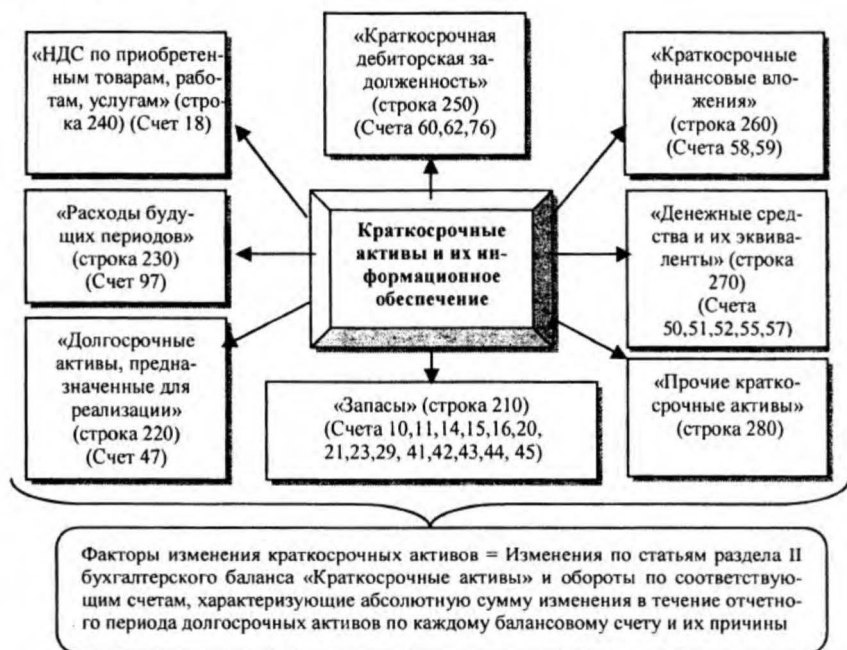 «НДС по приобретен-
ным товарам, рабо-
там, услугам» (стро-
ка 240) (Счет 18)
«Краткосрочная
дебиторская за-
долженность»
(строка 250)
(Счета 60,62,76)
«Краткосрочные
финансовые вло-
жения»
(строка 260)
(Счета 58,59)
«Расходы буду-
щих периодов»
(строка 230)
(Счет 97)
Краткосрочные
активы и их ин-
формационное
обеспечение
«Денежные сред-
ства и их эквива-
ленты» (строка
270)
(Счета
50,51,52,55,57)
«Долгосрочные
активы, предна-
значенные для
реализации»
(строка 220)
(Счет 47)
«Запасы» (строка 210)
(Счета 10,11,14,15,16,20,
21,23,29, 41,42,43,44, 45)
«Прочие кратко-
срочные активы»
(строка 280)
Факторы изменения краткосрочных активов = Изменения по статьям раздела II
бухгалтерского баланса «Краткосрочные активы» и обороты по соответствую-
щим счетам, характеризующие абсолютную сумму изменения в течение отчетно-
го периода долгосрочных активов по каждому балансовому счету и их причины